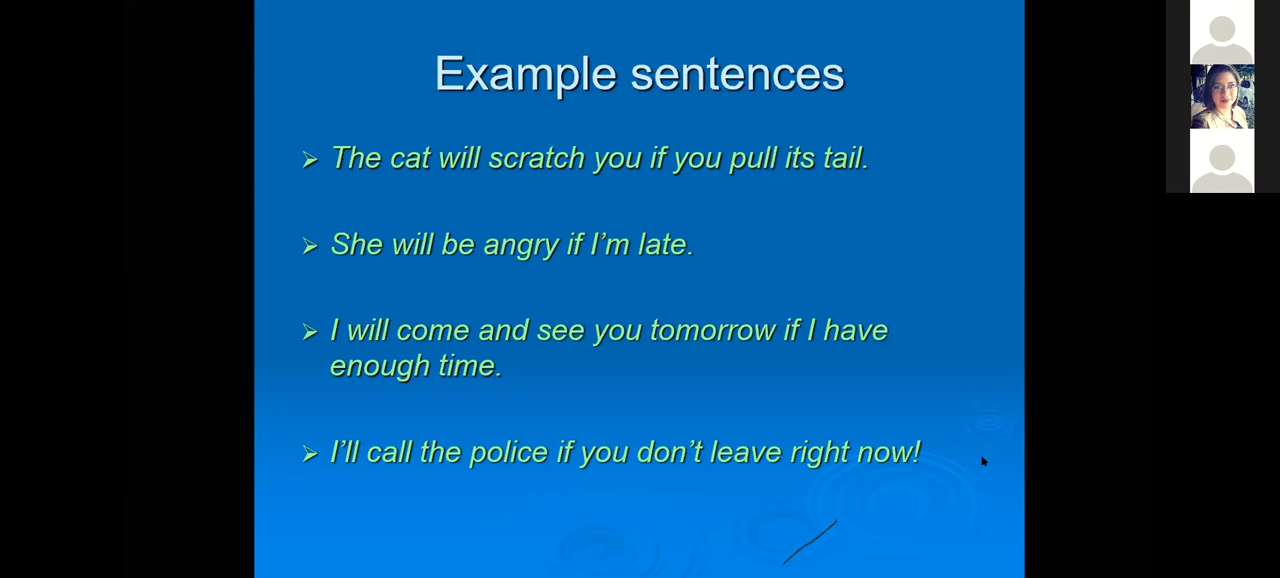 Example sentences
The cat will scratch you if you pull its tail.
She will be angry if I’m late.
I will come and see you tomorrow if I have
enough time.
I’ll call the police if you don’t leave right now!